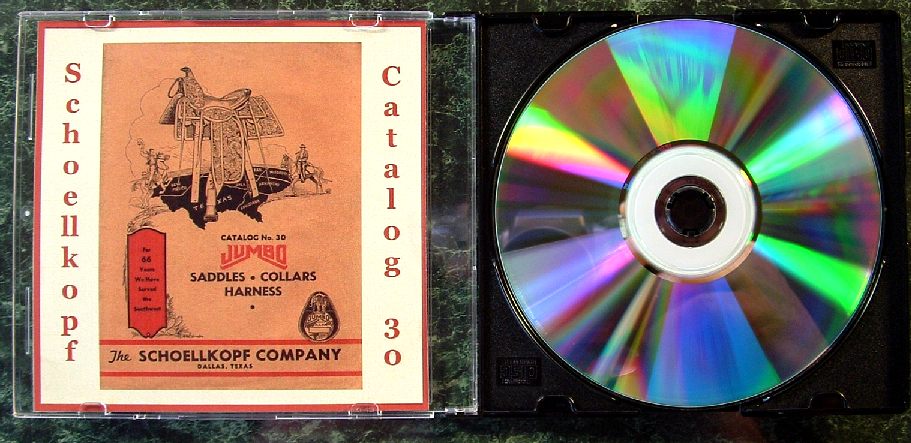 Schoellkopf
CATALOG No. 30
JUMBO
SADDLES • COLLARS
HARNESS
•
TEXAS
For
66
Years
We Have
Served
the
Southwest
The SCHOELLKOPF COMPANY
DALLAS, TEXAS
Catalog 30